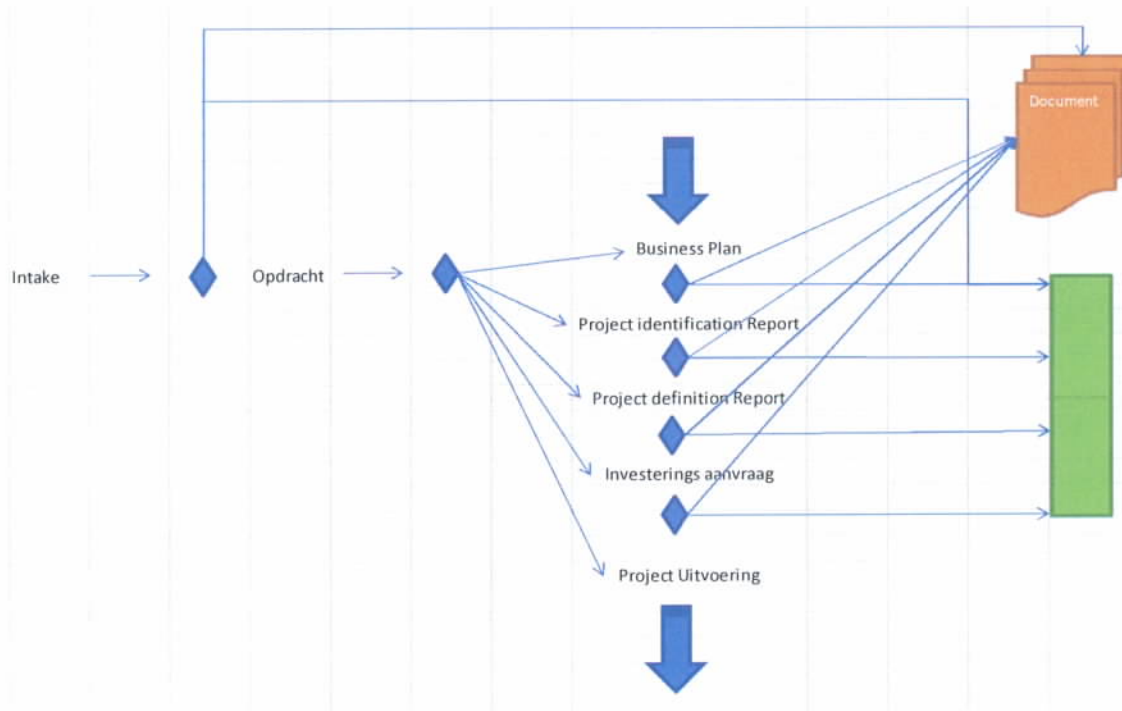 Document
Business Plan
Intake
Opdracht
Project identification Report
Project definition Report
Investerings aanvraag
Project Uitvoering